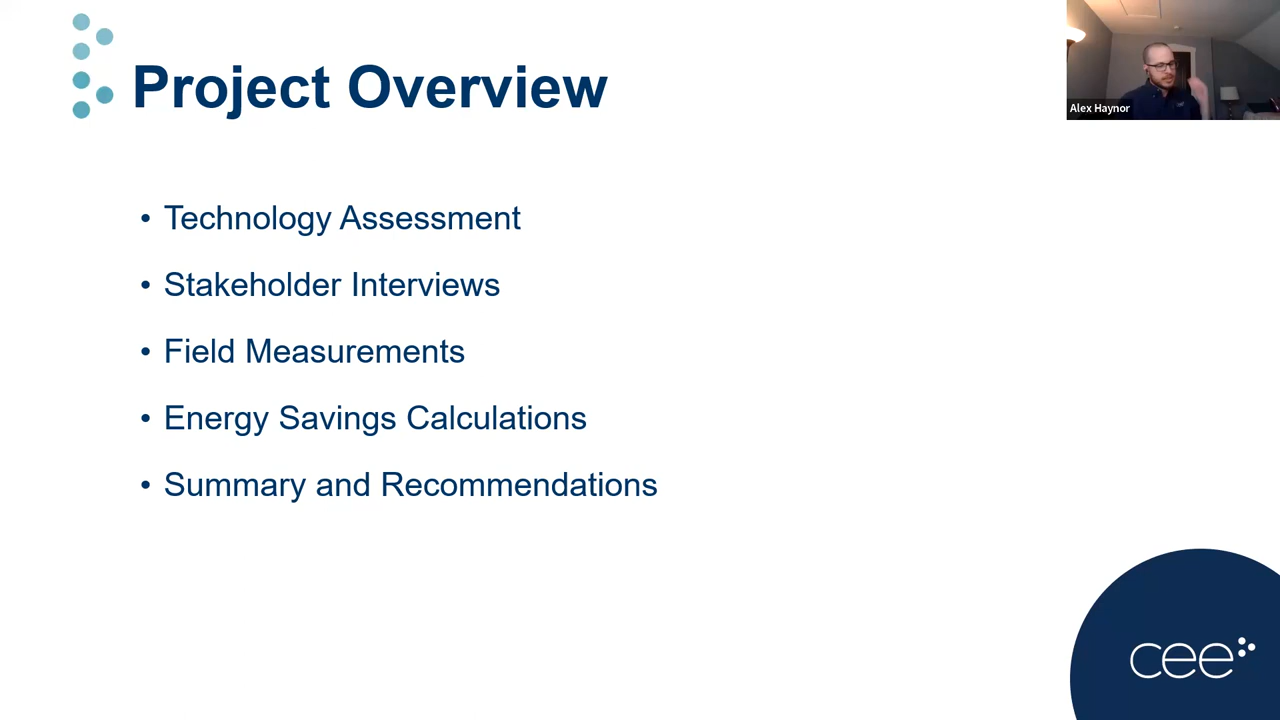 Project Overview
Alex Haynor
• Technology Assessment
• Stakeholder Interviews
• Field Measurements
• Energy Savings Calculations
• Summary and Recommendations
cee